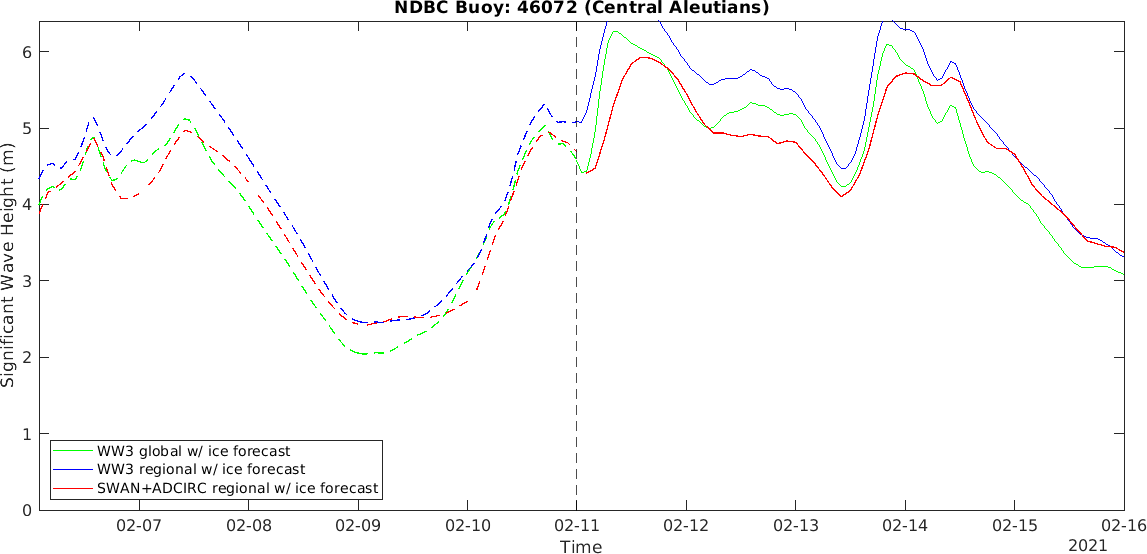 NDBC Buoy: 46072 (Central Aleutians)
Significant Wave Height (m)
6
5
4
3
2
1
0
WW3 global w/ ice forecast
WW3 regional w/ ice forecast
SWAN+ADCIRC regional w/ ice forecast
02-07 02-08 02-09 02-10 02-11 02-12 02-13 02-14 02-15 02-16
Time
2021